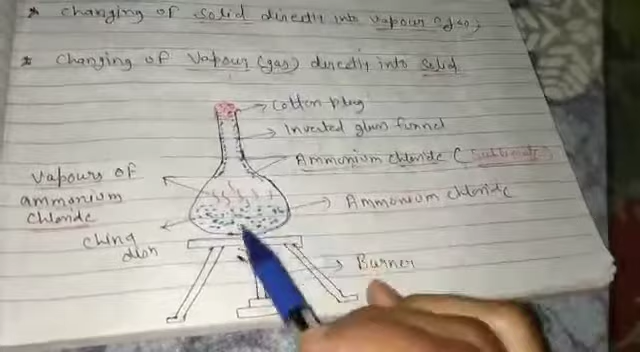 * Changing of solid directly into vapour (gas)
* Changing of vapour (gas) directly into solid
Cotton plug
Inverted glass funnel
Ammonium chloride (Sublimate)
Vapours of
ammonium
chloride
Ammonium chloride
China
dish
Burner